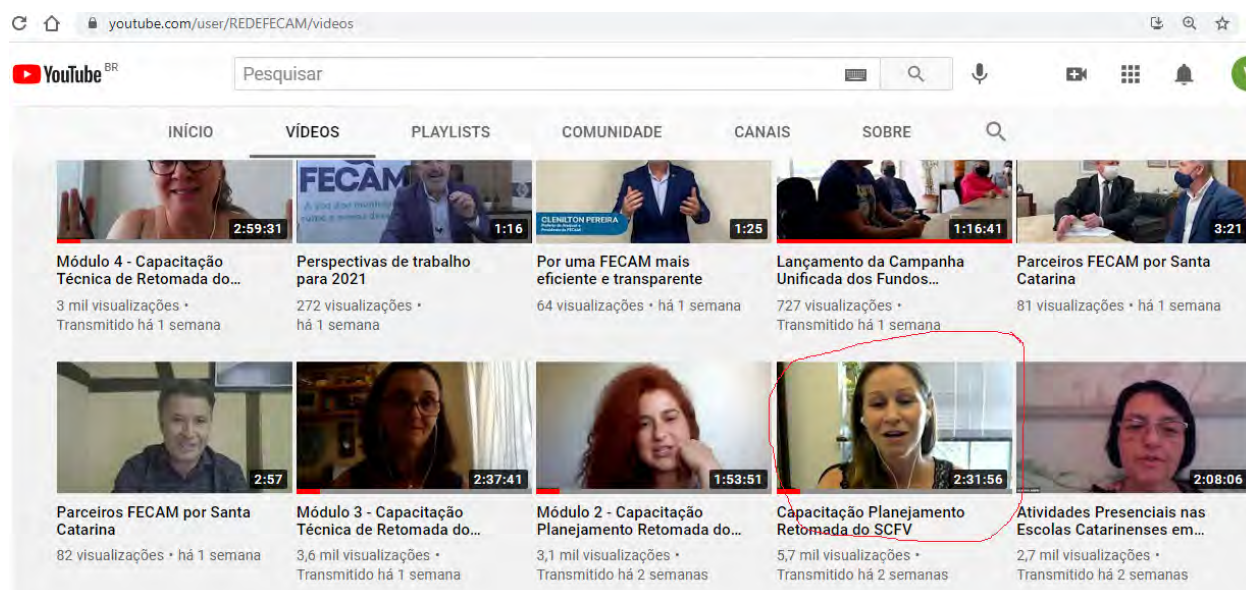 youtube.com/user/REDEFECAM/videos
YouTube BR
Pesquisar
INÍCIO VÍDEOS PLAYLISTS COMUNIDADE CANAIS SOBRE
FECAM
CLENILTON PEREIRA
2:59:31 1:16 1:25 1:16:41 3:21
Módulo 4 - Capacitação
Técnica de Retomada do...
3 mil visualizações •
Transmitido há 1 semana
Perspectivas de trabalho
para 2021
272 visualizações •
há 1 semana
Por uma FECAM mais
eficiente e transparente
64 visualizações • há 1 semana
Lançamento da Campanha
Unificada dos Fundos...
727 visualizações •
Transmitido há 1 semana
Parceiros FECAM por Santa
Catarina
81 visualizações • há 1 semana
2:57 2:37:41 1:53:51 2:31:56 2:08:06
Parceiros FECAM por Santa
Catarina
82 visualizações • há 1 semana
Módulo 3 - Capacitação
Técnica de Retomada do...
3,6 mil visualizações •
Transmitido há 1 semana
Módulo 2 - Capacitação
Planejamento Retomada do...
3,1 mil visualizações •
Transmitido há 2 semanas
Capacitação Planejamento
Retomada do SCFV
5,7 mil visualizações •
Transmitido há 2 semanas
Atividades Presenciais nas
Escolas Catarinenses em...
2,7 mil visualizações •
Transmitido há 2 semanas